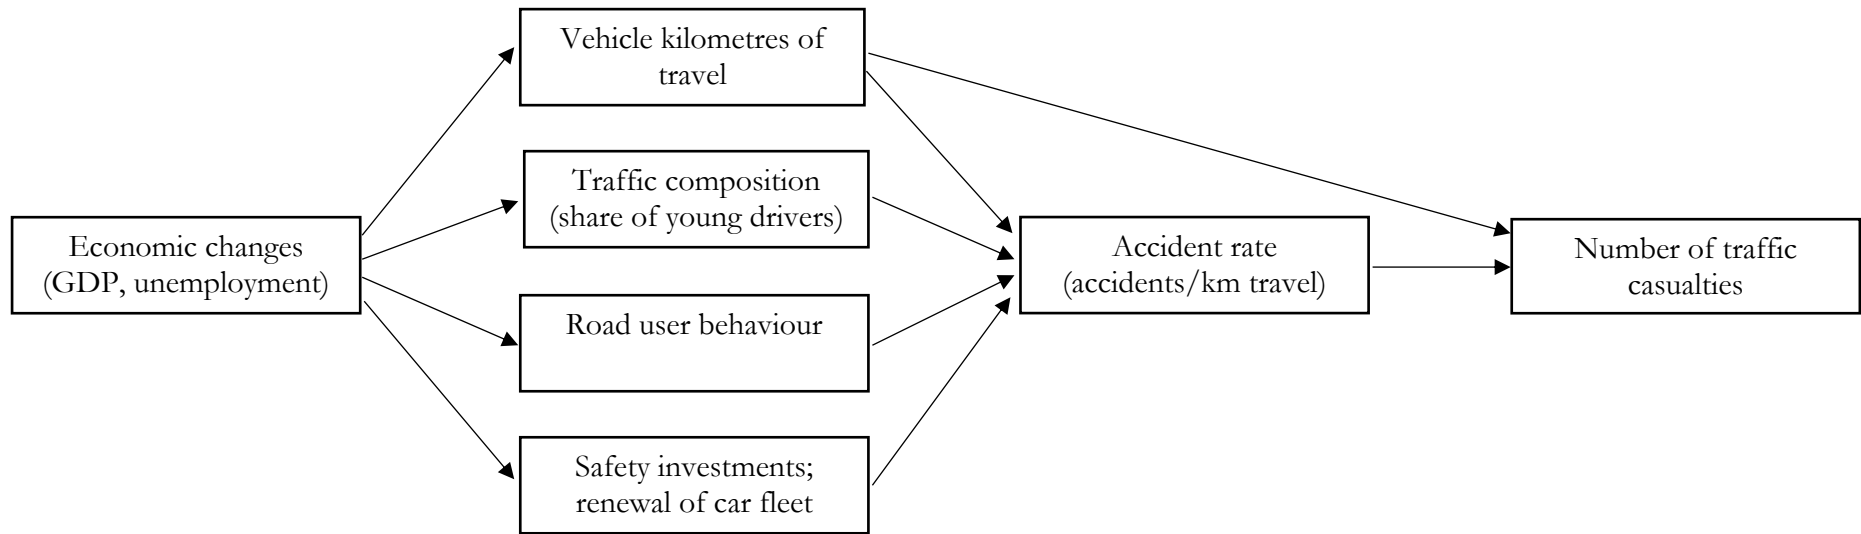 Vehicle kilometres of
travel
Traffic composition
(share of young drivers)
Economic changes
(GDP, unemployment)
Road user behaviour
Safety investments;
renewal of car fleet
Accident rate
(accidents/km travel)
Number of traffic
casualties